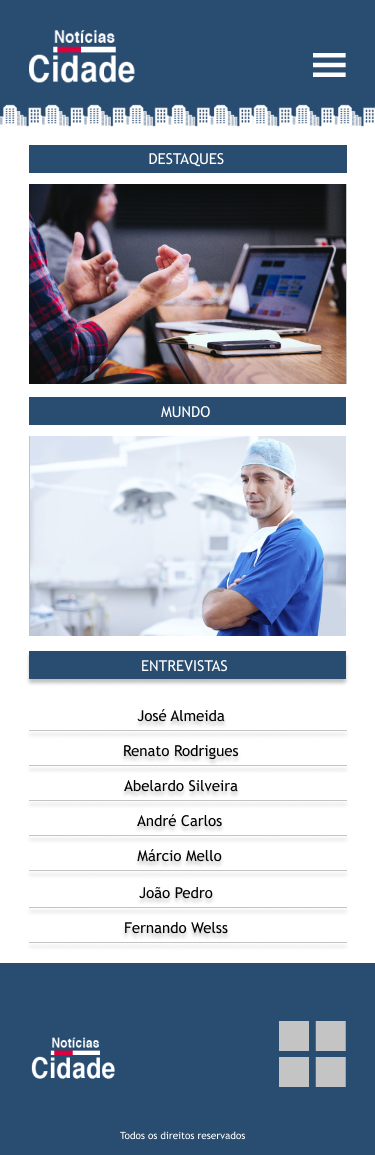 Notícias
Cidade
DESTAQUES
MUNDO
ENTREVISTAS
José Almeida
Renato Rodrigues
Abelardo Silveira
André Carlos
Márcio Mello
João Pedro
Fernando Welss
Notícias
Cidade
Todos os direitos reservados